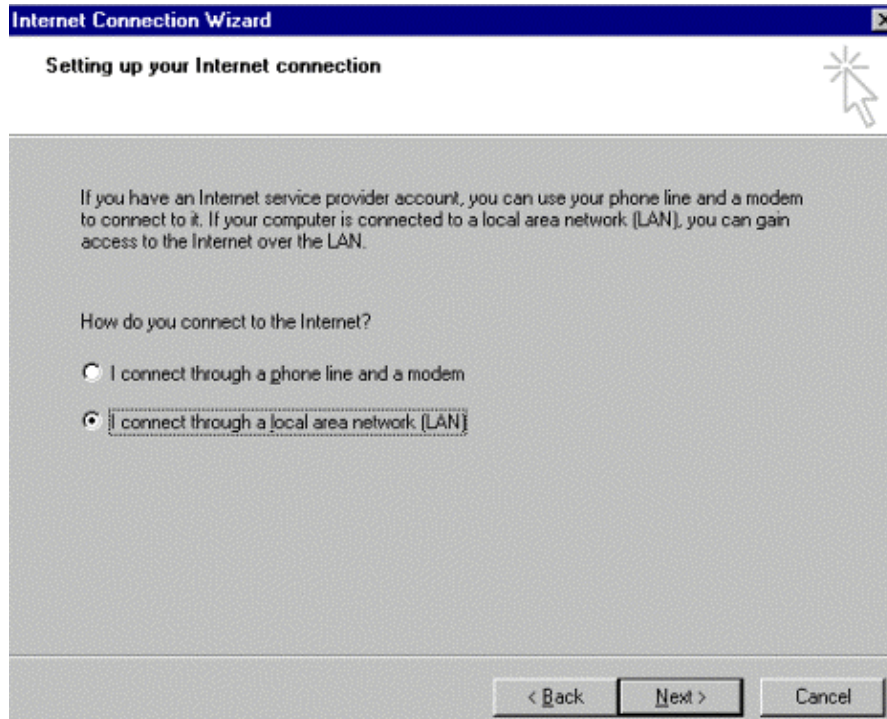 Internet Connection Wizard
Setting up your Internet connection
If you have an Internet service provider account, you can use your phone line and a modem
to connect to it. If your computer is connected to a local area network (LAN), you can gain
access to the Internet over the LAN.
How do you connect to the Internet?
I connect through a phone line and a modem
I connect through a local area network (LAN)
< Back Next > Cancel